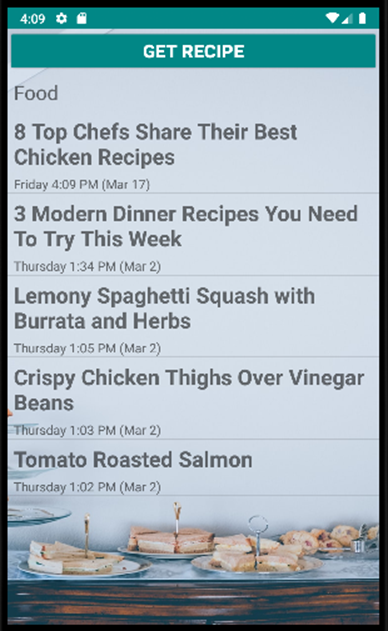 4:09
GET RECIPE
Food
8 Top Chefs Share Their Best
Chicken Recipes
Friday 4:09 PM (Mar 17)
3 Modern Dinner Recipes You Need
To Try This Week
Thursday 1:34 PM (Mar 2)
Lemony Spaghetti Squash with
Burrata and Herbs
Thursday 1:05 PM (Mar 2)
Crispy Chicken Thighs Over Vinegar
Beans
Thursday 1:03 PM (Mar 2)
Tomato Roasted Salmon
Thursday 1:02 PM (Mar 2)